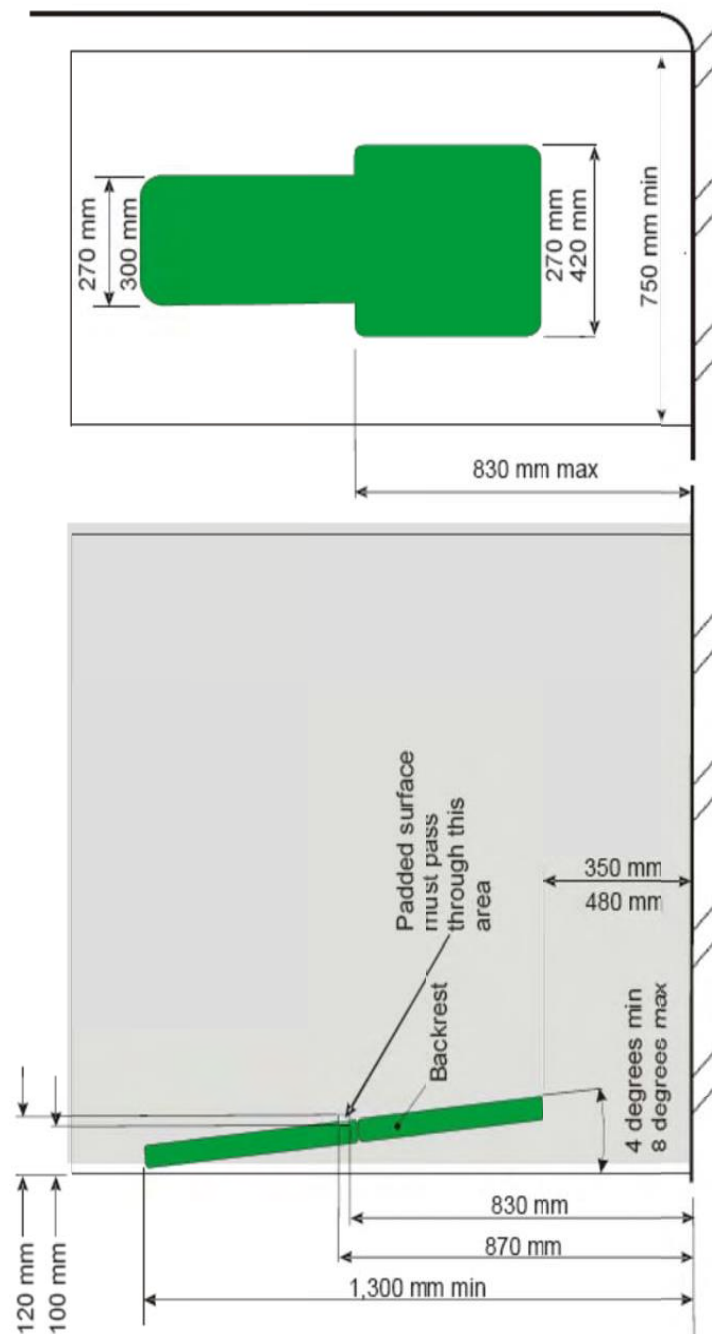 270 mm
300 mm
270 mm
420 mm
750 mm min
830 mm max
Padded surface
must pass
through this
area
Backrest
350 mm
480 mm
4 degrees min
8 degrees max
120 mm
100 mm
830 mm
870 mm
1,300 mm min